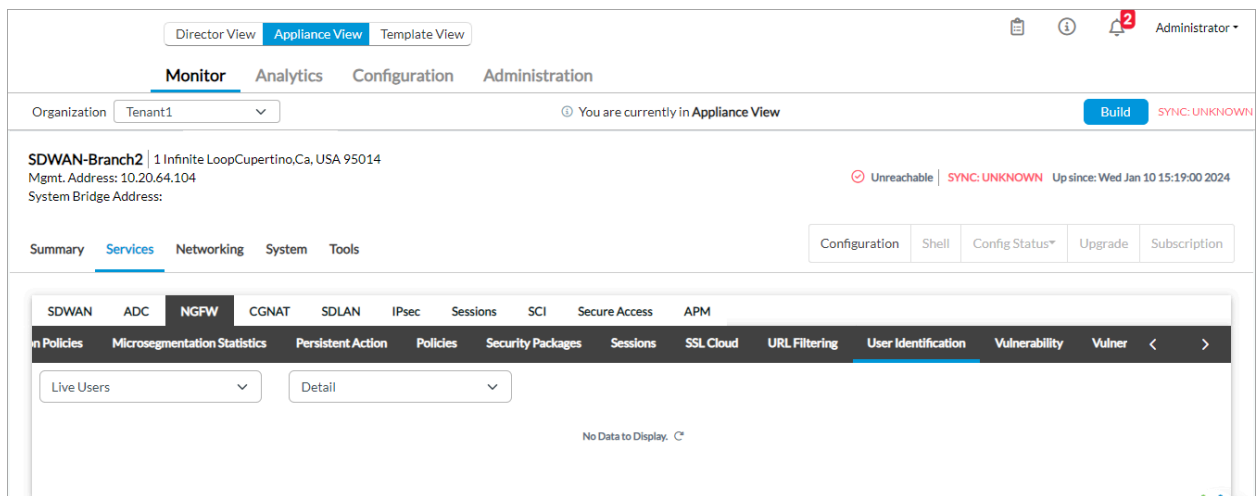 Director View Appliance View Template View 2 Administrator
Monitor Analytics Configuration Administration
Organization Tenant1 You are currently in Appliance View Build SYNC: UNKNOWN
SDWAN-Branch2 1 Infinite LoopCupertino,Ca, USA 95014
Mgmt. Address: 10.20.64.104
Unreachable SYNC: UNKNOWN Up since: Wed Jan 10 15:19:00 2024
System Bridge Address:
Summary Services Networking System Tools Configuration Shell Config Status Upgrade Subscription
SDWAN ADC NGFW CGNAT SDLAN IPsec Sessions SCI Secure Access APM
n Policies Microsegmentation Statistics Persistent Action Policies Security Packages Sessions SSL Cloud URL Filtering User Identification Vulnerability Vulner < >
Live Users Detail
No Data to Display.